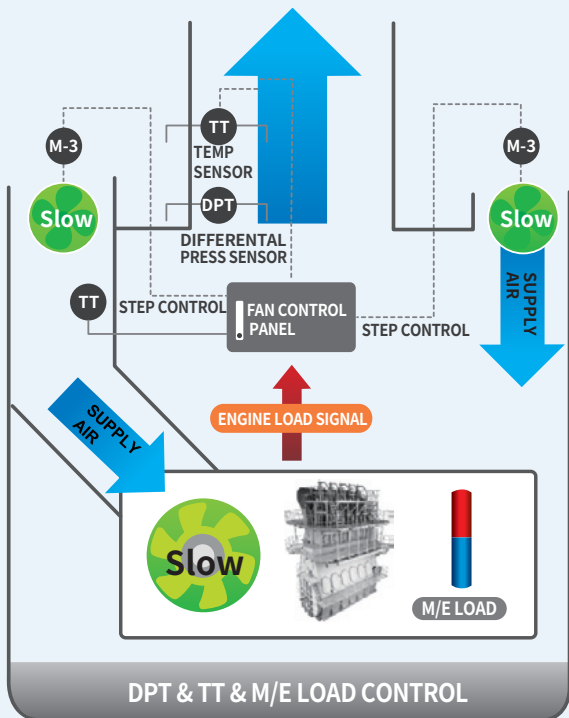 TT
M-3
M-3
TEMP
SENSOR
Slow
DPT
Slow
DIFFERENTAL
PRESS SENSOR
SUPPLY
AIR
TT
STEP CONTROL
FAN CONTROL
PANEL
STEP CONTROL
SUPPLY
AIR
ENGINE LOAD SIGNAL
Slow
M/E LOAD
DPT & TT & M/E LOAD CONTROL